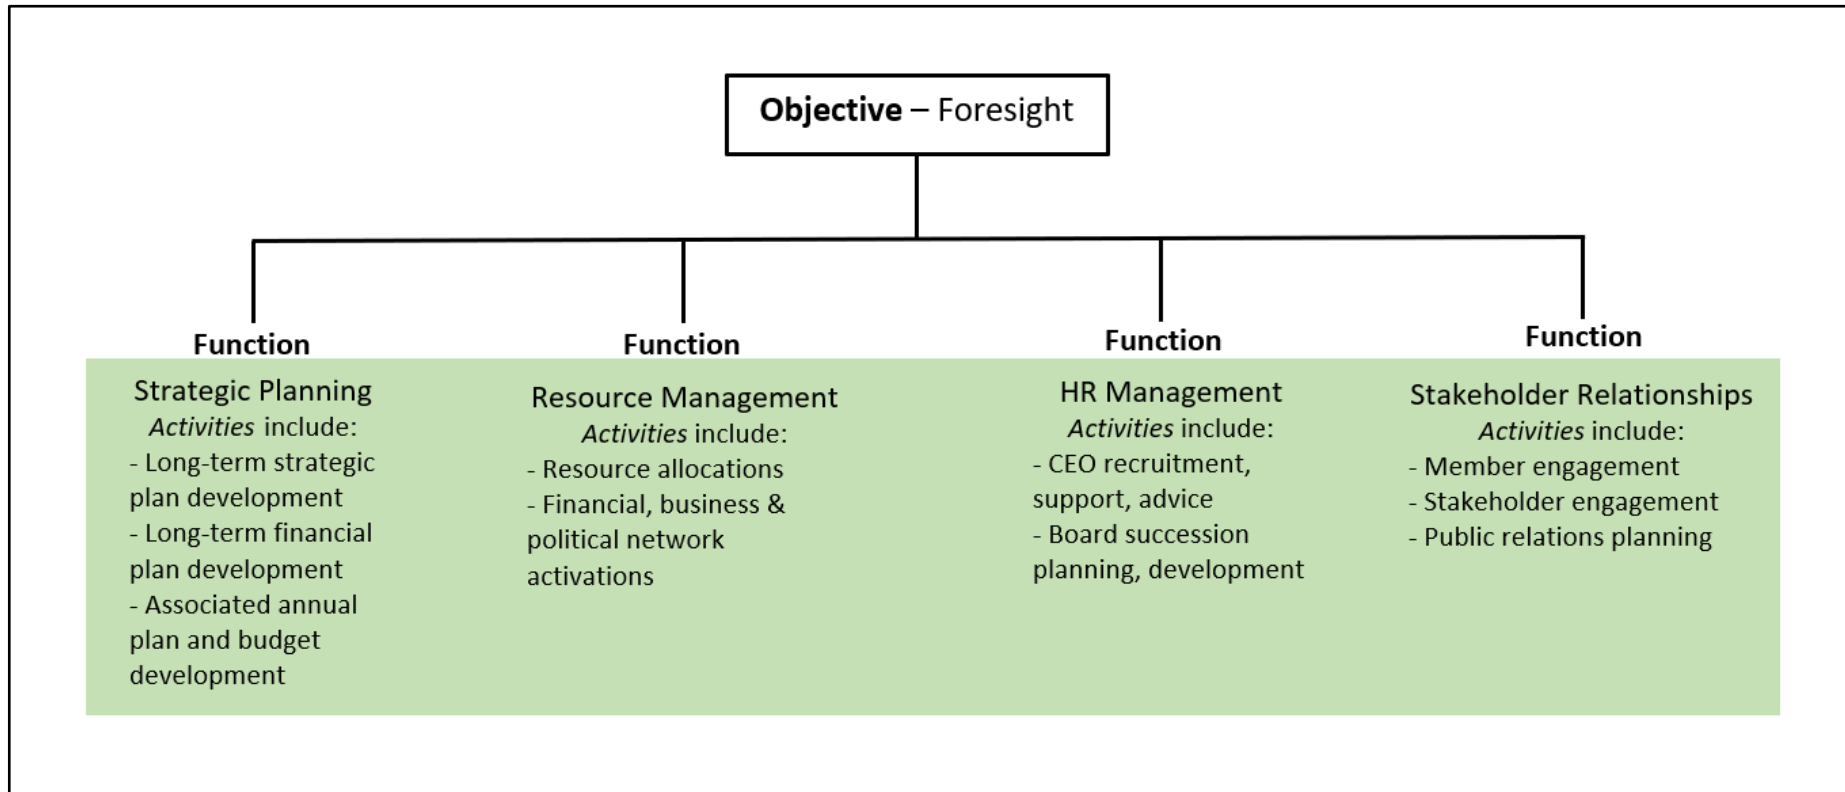 Objective – Foresight
Function
Strategic Planning
Activities include:
- Long-term strategic
plan development
- Long-term financial
plan development
- Associated annual
plan and budget
development
Function
Resource Management
Activities include:
- Resource allocations
- Financial, business &
political network
activations
Function
HR Management
Activities include:
- CEO recruitment,
support, advice
- Board succession
planning, development
Function
Stakeholder Relationships
Activities include:
- Member engagement
- Stakeholder engagement
- Public relations planning